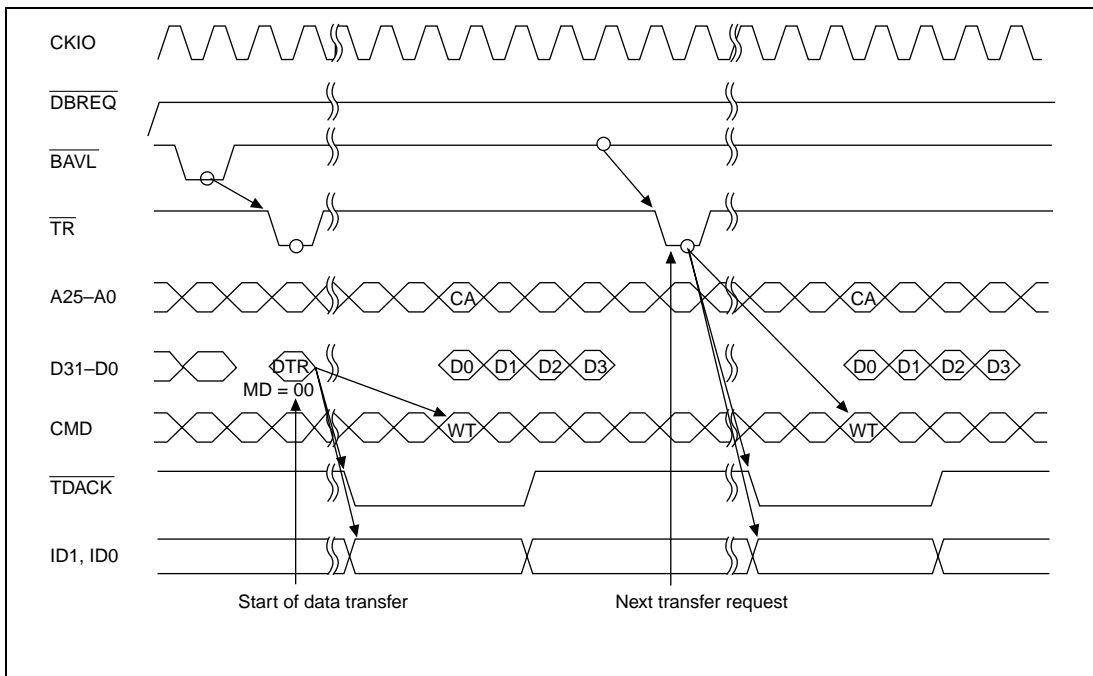 CKIO
DBREQ
BAVL
TR
A25–A0 CA CA
D31–D0 DTR D0 D1 D2 D3 D0 D1 D2 D3
MD = 00
CMD WT WT
TDACK
ID1, ID0
Start of data transfer Next transfer request